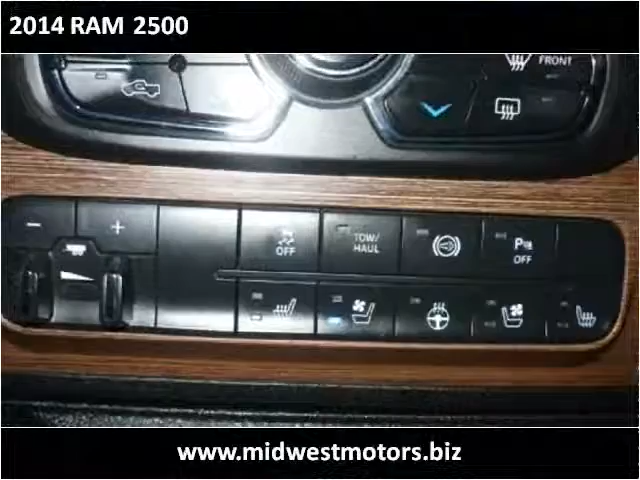 2014 RAM 2500
FRONT
− +
OFF
TOW/
HAUL
P
OFF
www.midwestmotors.biz